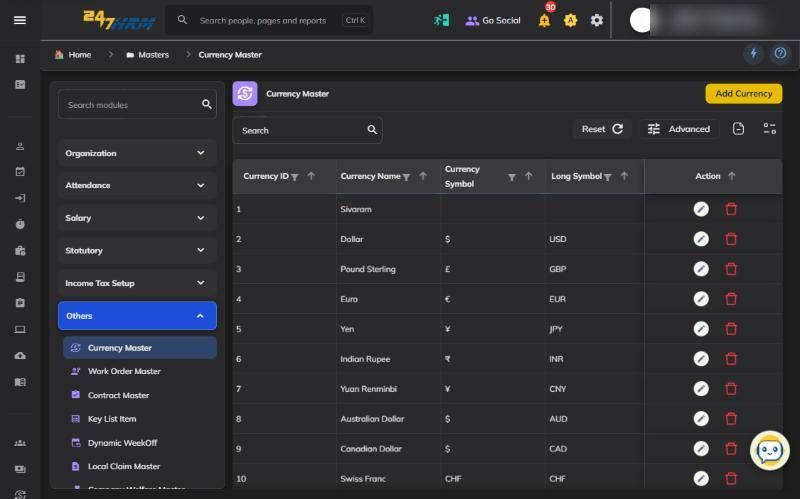 247HRM
Search people, pages and reports
Ctrl K
Go Social
30
A
Home > Masters > Currency Master
Search modules
Organization
Attendance
Salary
Statutory
Income Tax Setup
Others
Currency Master
Work Order Master
Contract Master
Key List Item
Dynamic WeekOff
Local Claim Master
Company Welfare Master
Currency Master
Add Currency
Search
Reset
Advanced
Currency ID Currency Name Currency Symbol Long Symbol Action
1 Sivaram
2 Dollar $ USD
3 Pound Sterling £ GBP
4 Euro € EUR
5 Yen ¥ JPY
6 Indian Rupee ₹ INR
7 Yuan Renminbi ¥ CNY
8 Australian Dollar $ AUD
9 Canadian Dollar $ CAD
10 Swiss Franc CHF CHF